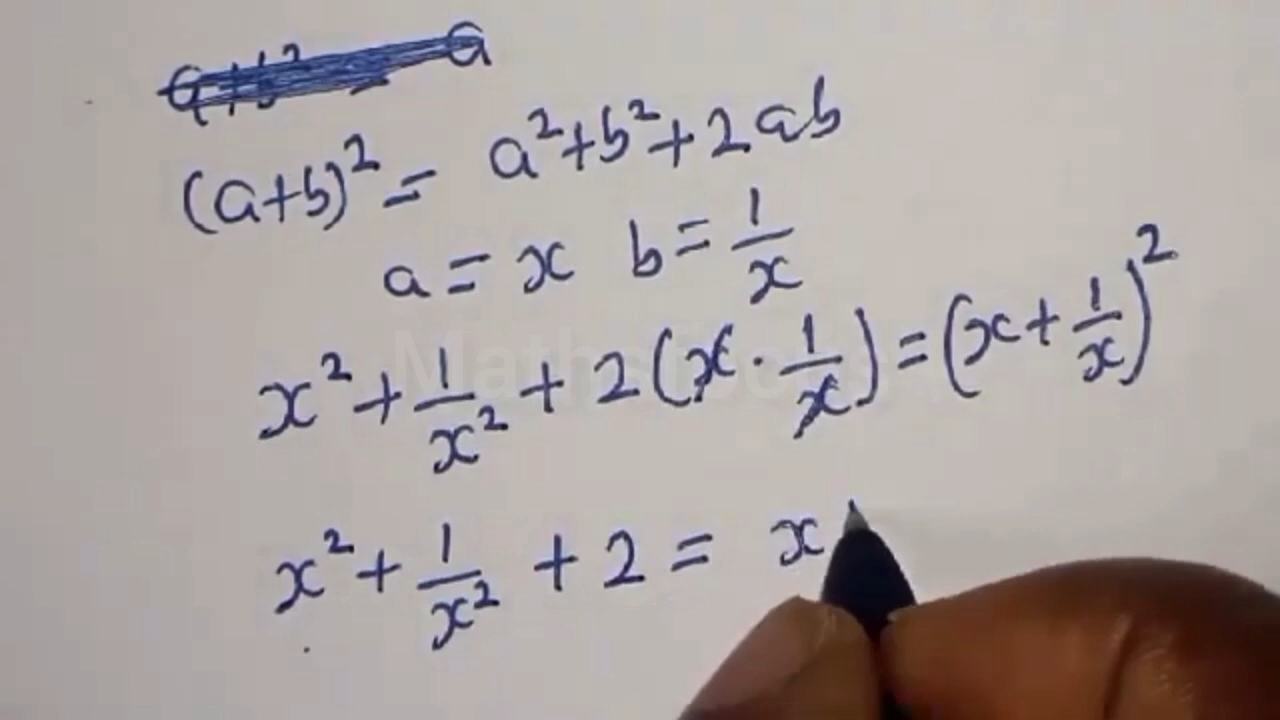 (a+b)² = a²+b²+2ab
a = x b = 1/x
x² + 1/x² + 2(x · 1/x) = (x + 1/x)²
x² + 1/x² + 2 = x